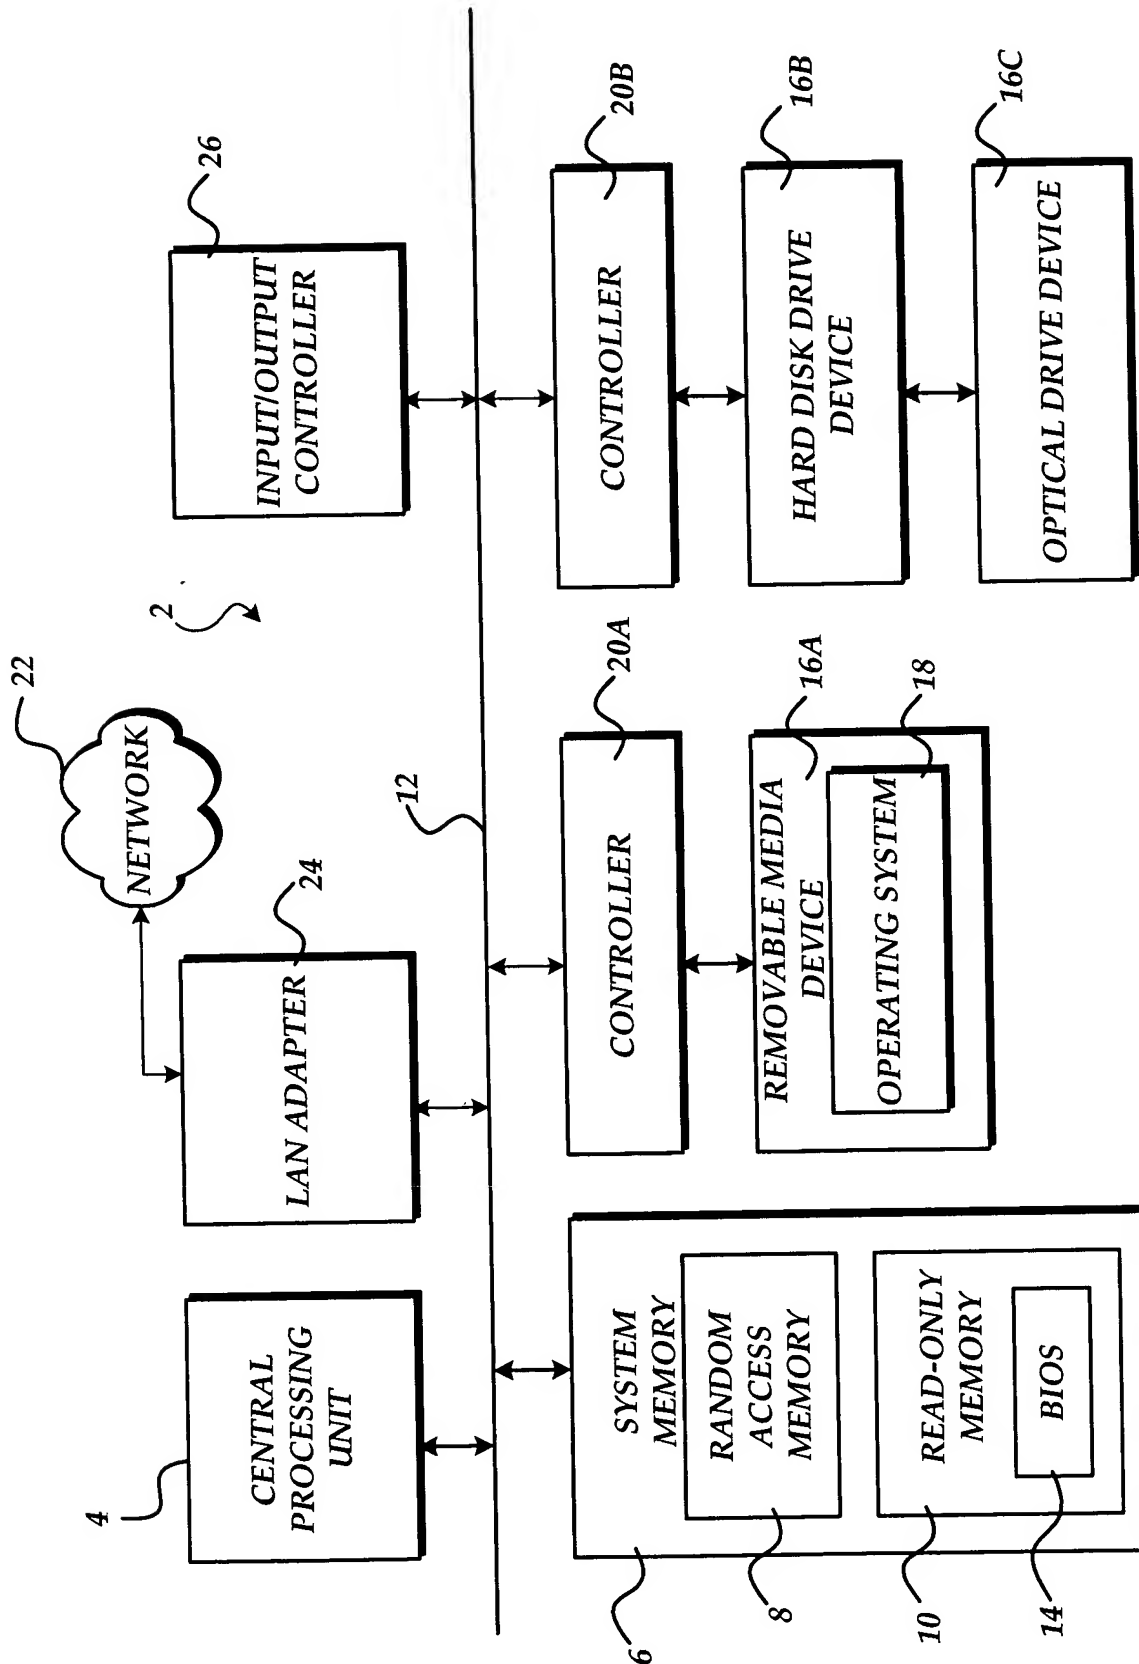 22
NETWORK
2
26
INPUT/OUTPUT
CONTROLLER
4
CENTRAL
PROCESSING
UNIT
24
LAN ADAPTER
12
6
SYSTEM
MEMORY
8
RANDOM
ACCESS
MEMORY
10
READ-ONLY
MEMORY
14
BIOS
20A
CONTROLLER
16A
REMOVABLE MEDIA
DEVICE
18
OPERATING SYSTEM
20B
CONTROLLER
16B
HARD DISK DRIVE
DEVICE
16C
OPTICAL DRIVE DEVICE